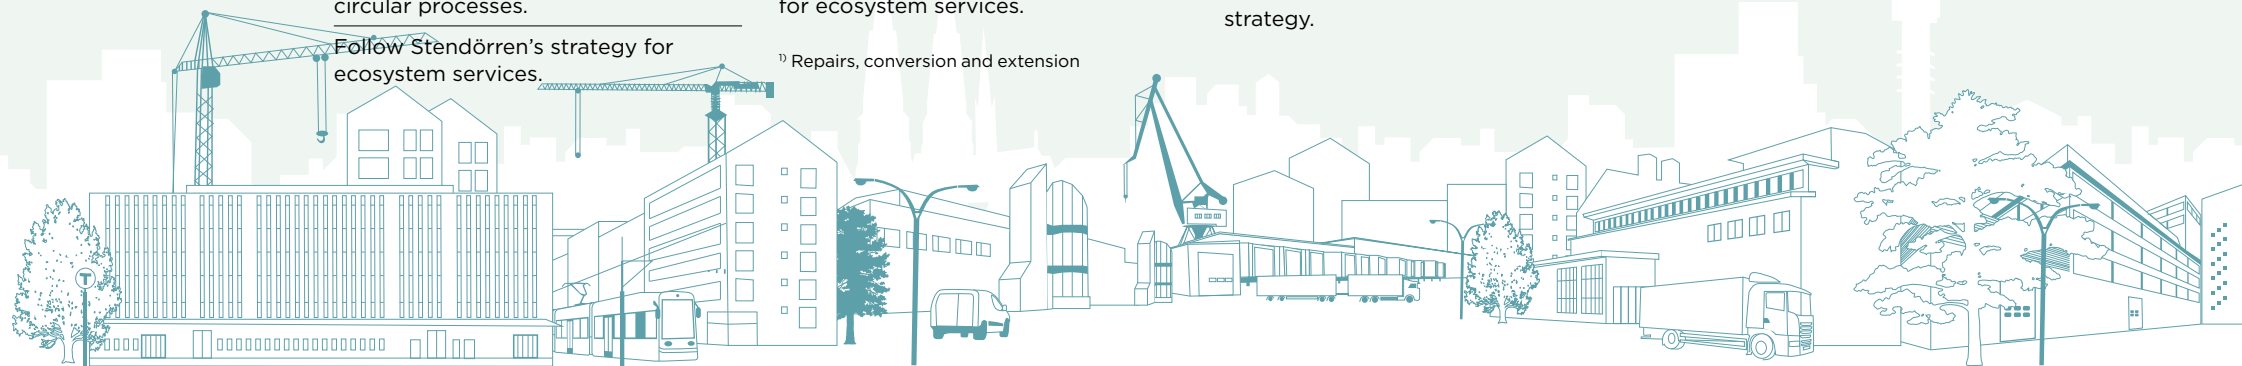 circular processes.
Follow Stendörren’s strategy for
ecosystem services.
for ecosystem services.
¹⁾ Repairs, conversion and extension
strategy.
T